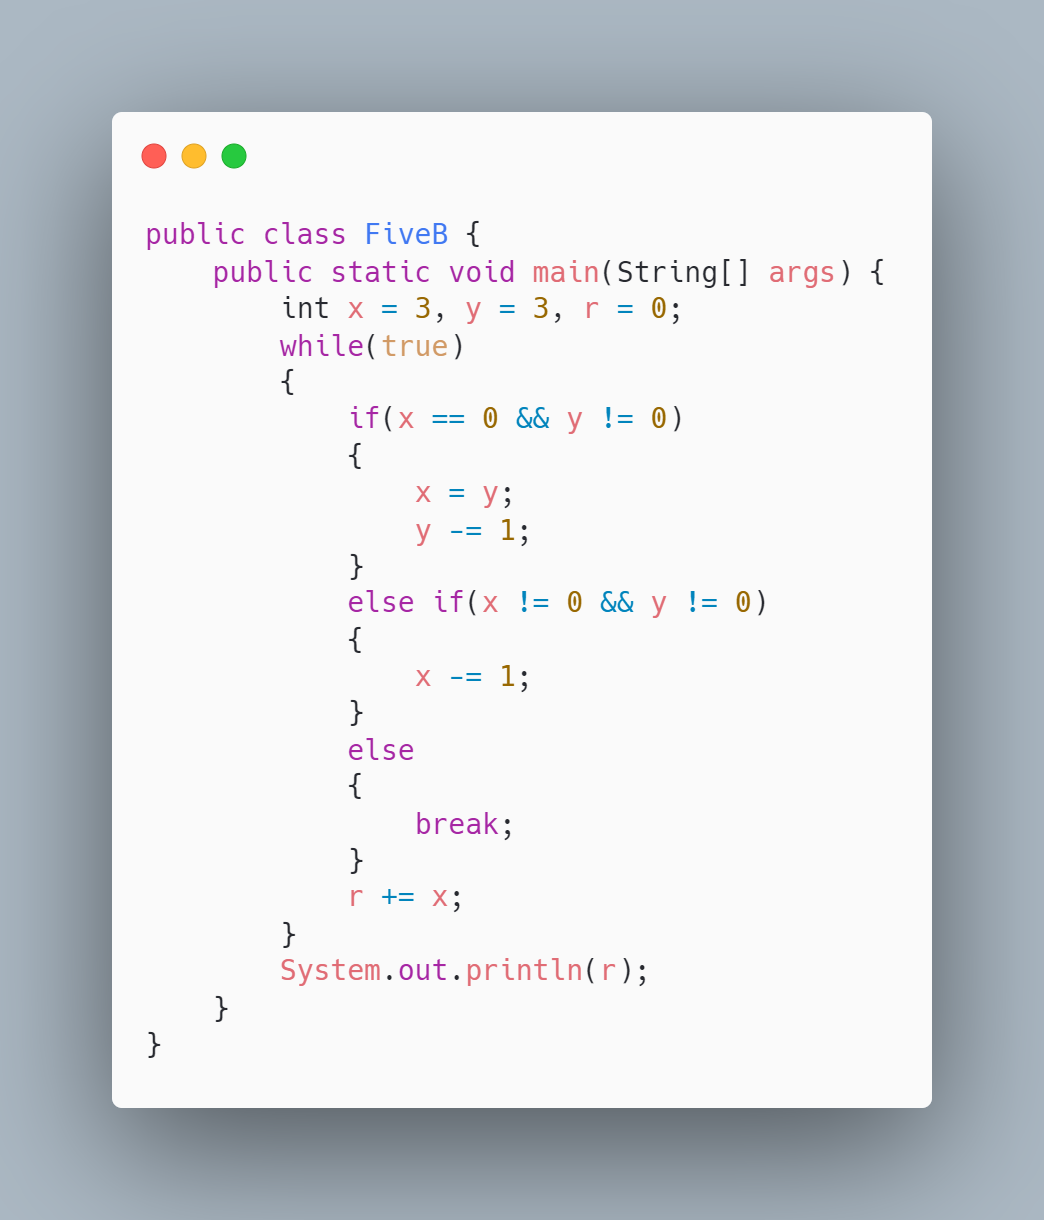 public class FiveB {
    public static void main(String[] args) {
        int x = 3, y = 3, r = 0;
        while(true)
        {
            if(x == 0 && y != 0)
            {
                x = y;
                y -= 1;
            }
            else if(x != 0 && y != 0)
            {
                x -= 1;
            }
            else
            {
                break;
            }
            r += x;
        }
        System.out.println(r);
    }
}